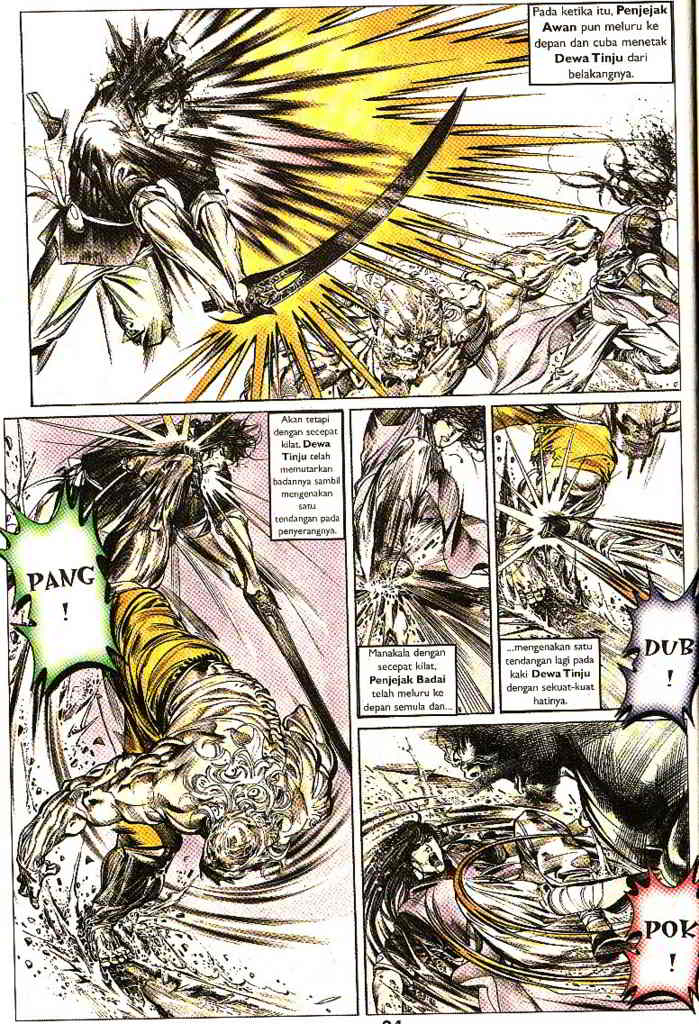 Pada ketika itu, Penjejak
Awan pun meluru ke
depan dan cuba menetak
Dewa Tinju dari
belakangnya.
Akan tetapi
dengan secepat
kilat, Dewa
Tinju telah
memutarkan
badannya sambil
mengenakan
satu
tendangan pada
penyerangnya.
PANG
!
Manakala dengan
secepat kilat,
Penjejak Badai
telah meluru ke
depan semula dan...
...mengenakan satu
tendangan lagi pada
kaki Dewa Tinju
dengan sekuat-kuat
hatinya.
DUB
!
POK
!